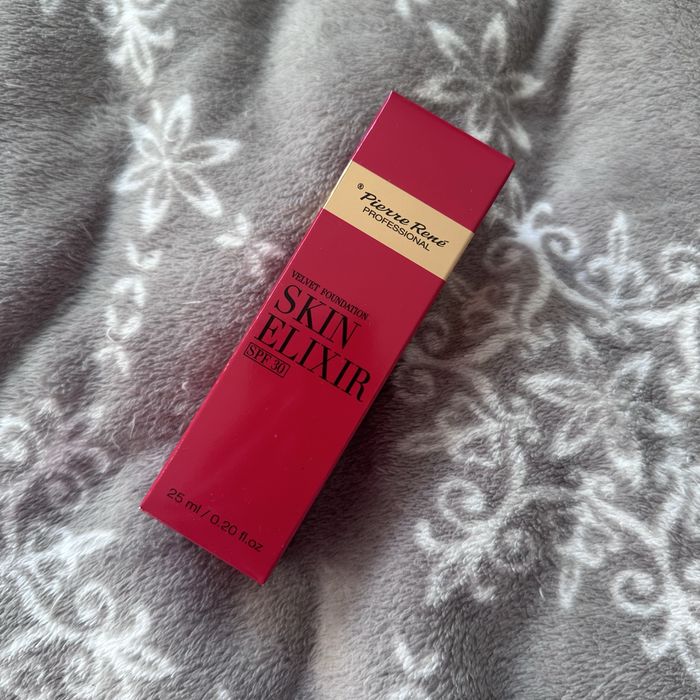 ® Pierre René
PROFESSIONAL
VELVET FOUNDATION
SKIN
ELIXIR
SPF 30
25 ml / 0.20 fl.oz